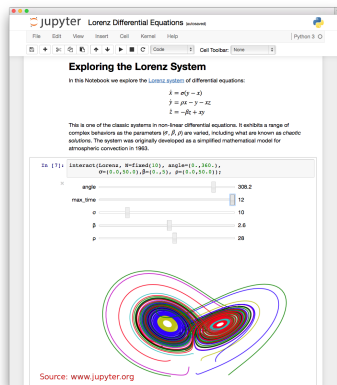 jupyter Lorenz Differential Equations (autosaved)
File Edit View Insert Cell Kernel Help Python 3 O
Code Cell Toolbar: None
Exploring the Lorenz System
In this Notebook we explore the Lorenz system of differential equations:
ẋ = σ(y − x)
ẏ = ρx − y − xz
ż = −βz + xy
This is one of the classic systems in non-linear differential equations. It exhibits a range of
complex behaviors as the parameters (σ, β, ρ) are varied, including what are known as chaotic
solutions. The system was originally developed as a simplified mathematical model for
atmospheric convection in 1963.
In [7]: interact(Lorenz, N=fixed(10), angle=(0.,360.),
σ=(0.0,50.0),β=(0.,5), ρ=(0.0,50.0));
x
angle 308.2
max_time 12
σ 10
β 2.6
ρ 28
Source: www.jupyter.org